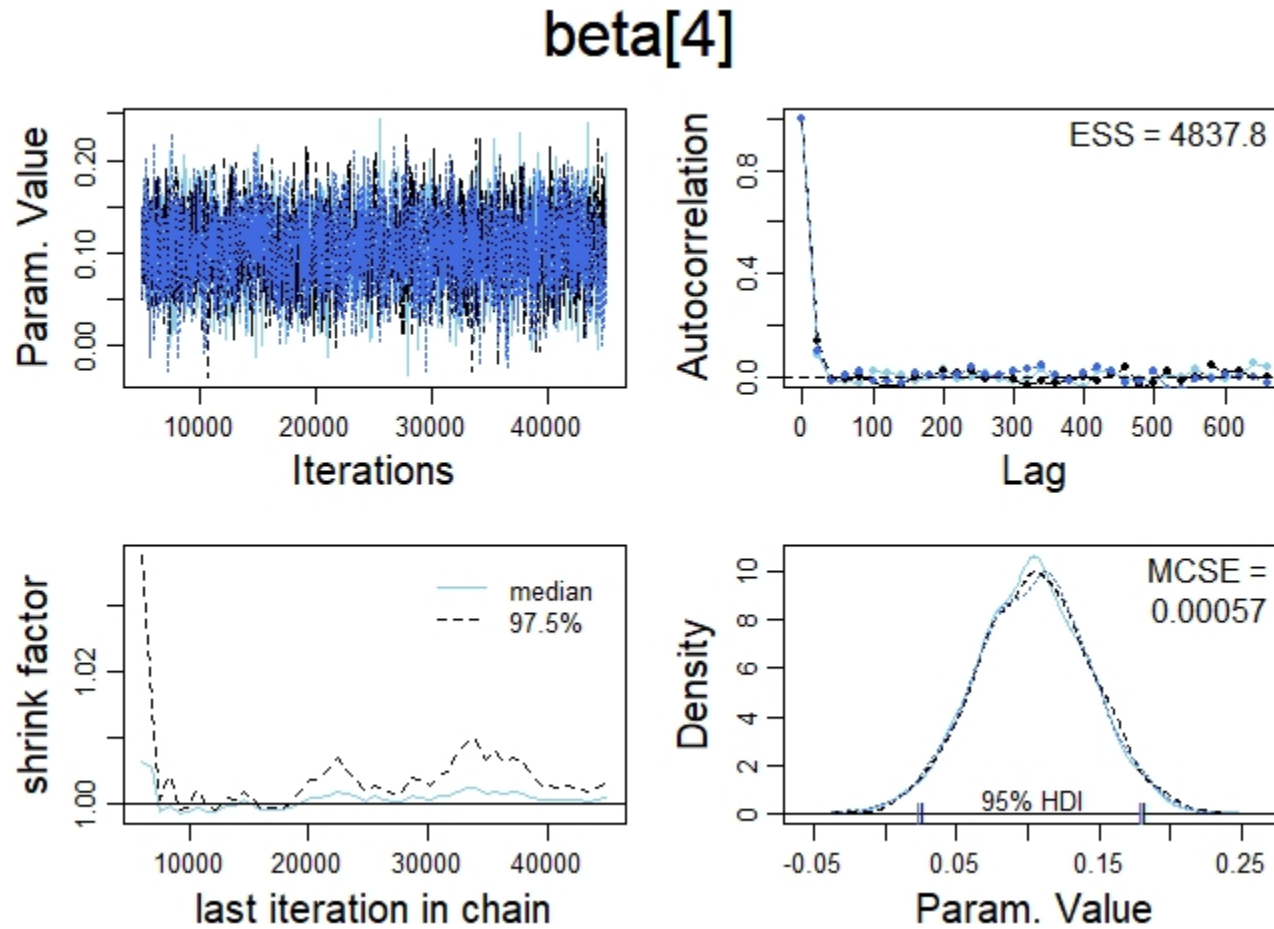 beta[4]
Param. Value
0.00 0.10 0.20
10000 20000 30000 40000
Iterations
Autocorrelation
0.0 0.4 0.8
ESS = 4837.8
0 100 200 300 400 500 600
Lag
shrink factor
1.00 1.02
median
97.5%
10000 20000 30000 40000
last iteration in chain
Density
0 2 4 6 8 10
MCSE =
0.00057
95% HDI
-0.05 0.05 0.15 0.25
Param. Value